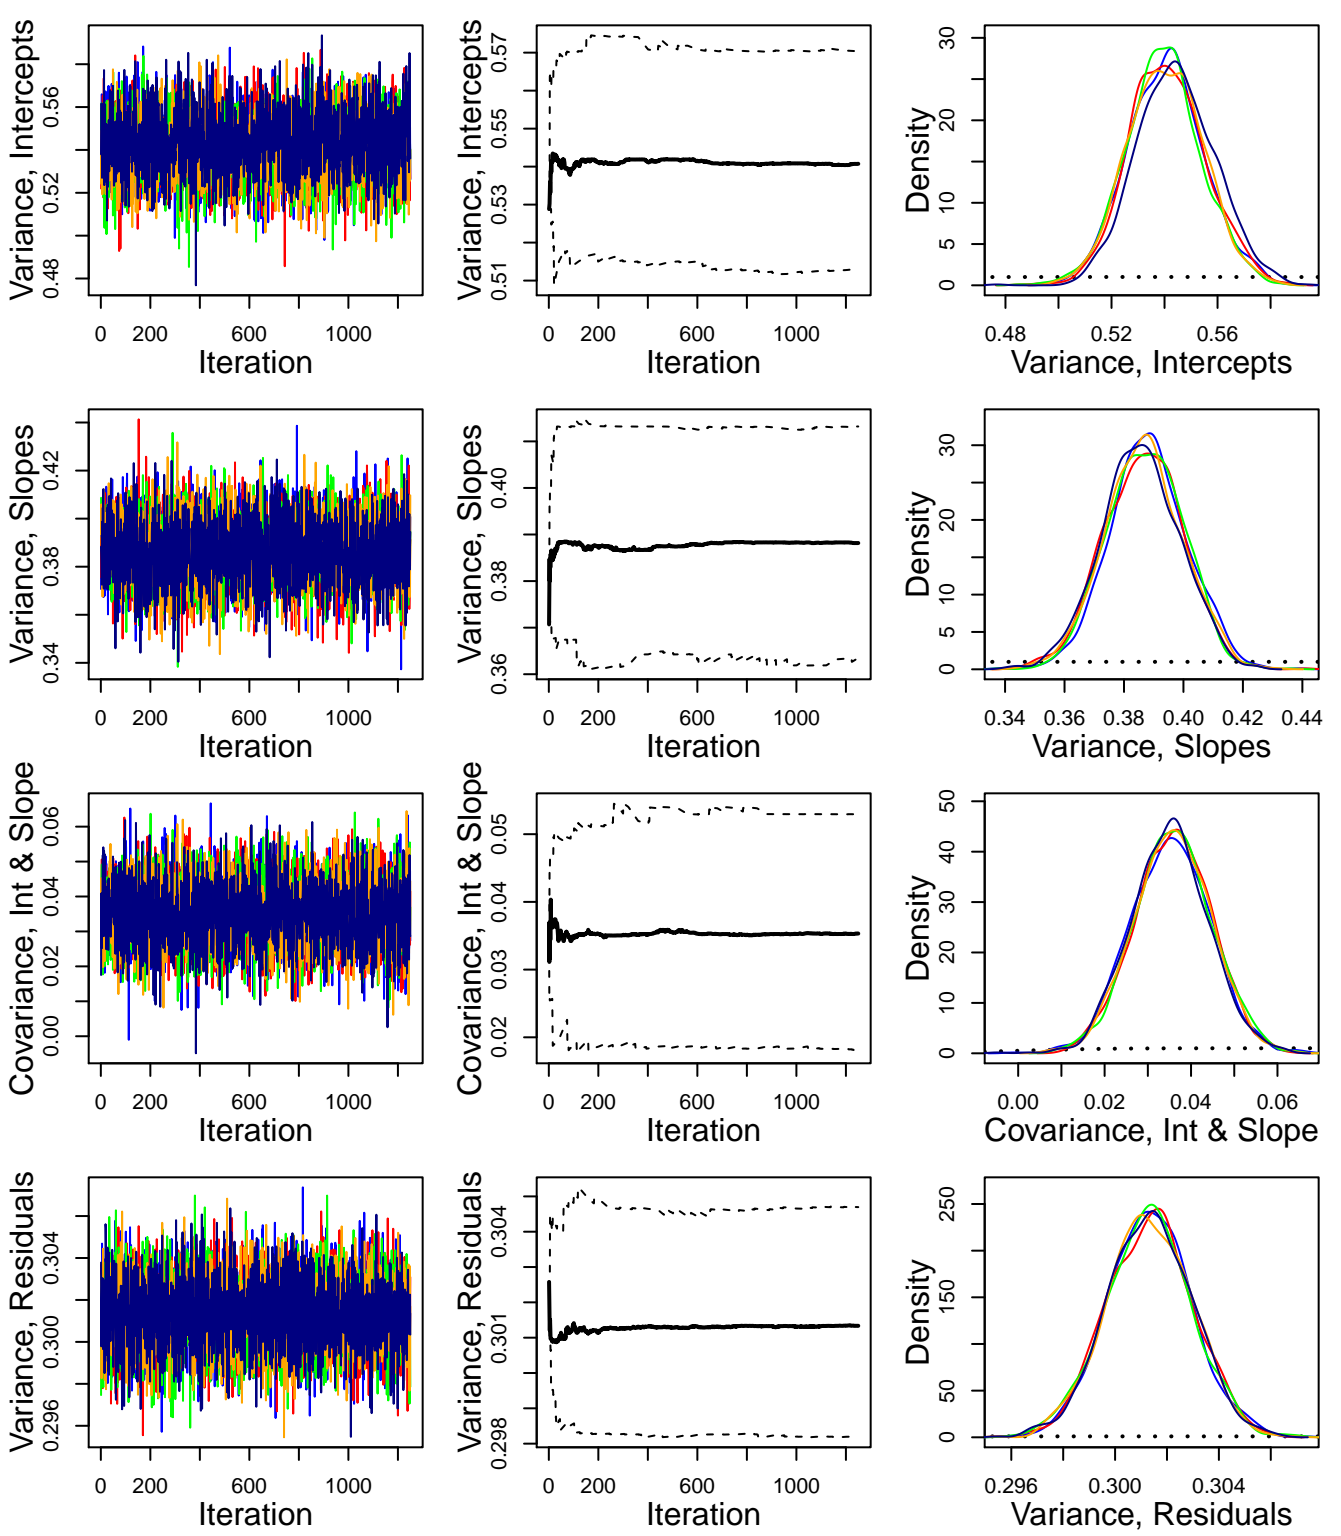 Variance, Intercepts
0.48 0.52 0.56
0 200 600 1000
Iteration
Variance, Intercepts
0.51 0.53 0.55 0.57
0 200 600 1000
Iteration
Density
0 5 10 20 30
0.48 0.52 0.56
Variance, Intercepts
Variance, Slopes
0.34 0.38 0.42
0 200 600 1000
Iteration
Variance, Slopes
0.36 0.38 0.40
0 200 600 1000
Iteration
Density
0 5 10 20 30
0.34 0.36 0.38 0.40 0.42 0.44
Variance, Slopes
Covariance, Int & Slope
0.00 0.02 0.04 0.06
0 200 600 1000
Iteration
Covariance, Int & Slope
0.02 0.03 0.04 0.05
0 200 600 1000
Iteration
Density
0 10 20 30 40 50
0.00 0.02 0.04 0.06
Covariance, Int & Slope
Variance, Residuals
0.296 0.300 0.304
0 200 600 1000
Iteration
Variance, Residuals
0.298 0.301 0.304
0 200 600 1000
Iteration
Density
0 50 150 250
0.296 0.300 0.304
Variance, Residuals